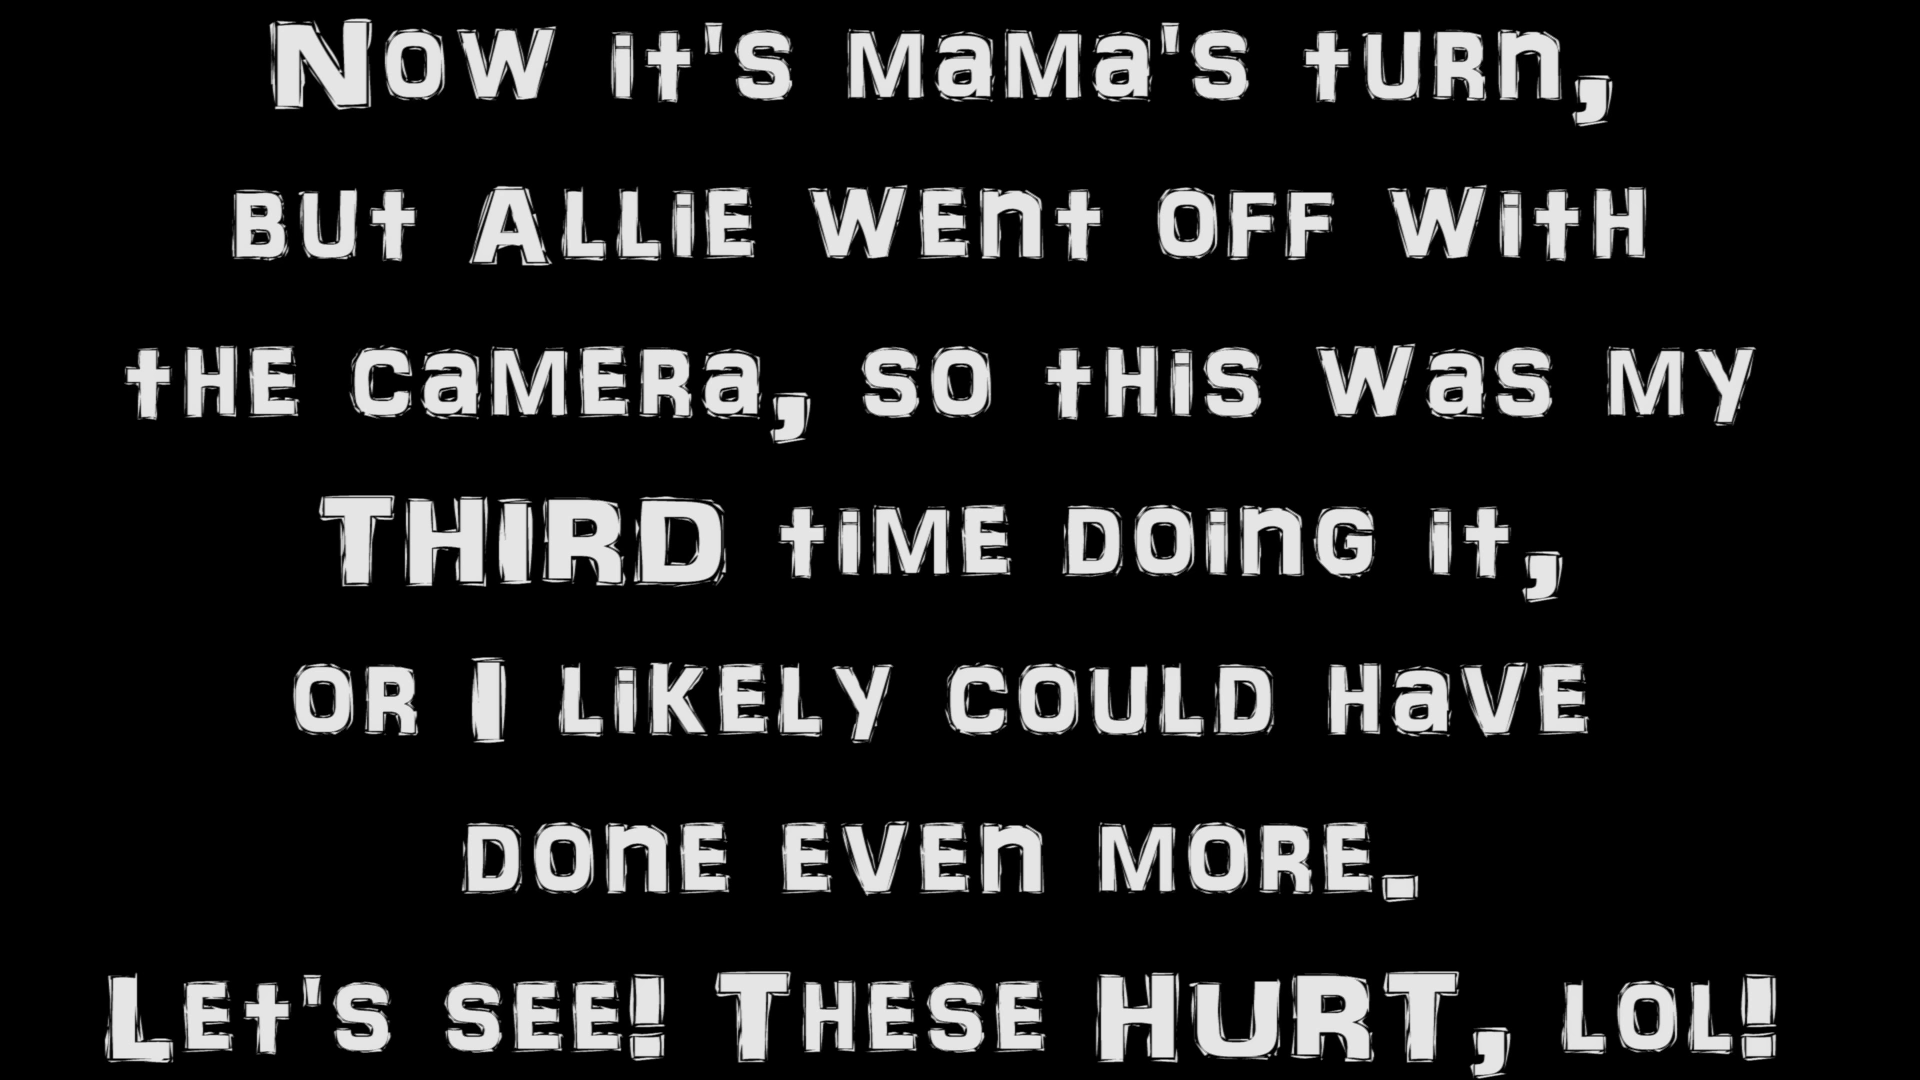 Now it's mama's turn,
but Allie went off with
the camera, so this was my
THIRD time doing it,
or I likely could have
done even more.
Let's see! These HURT, lol!